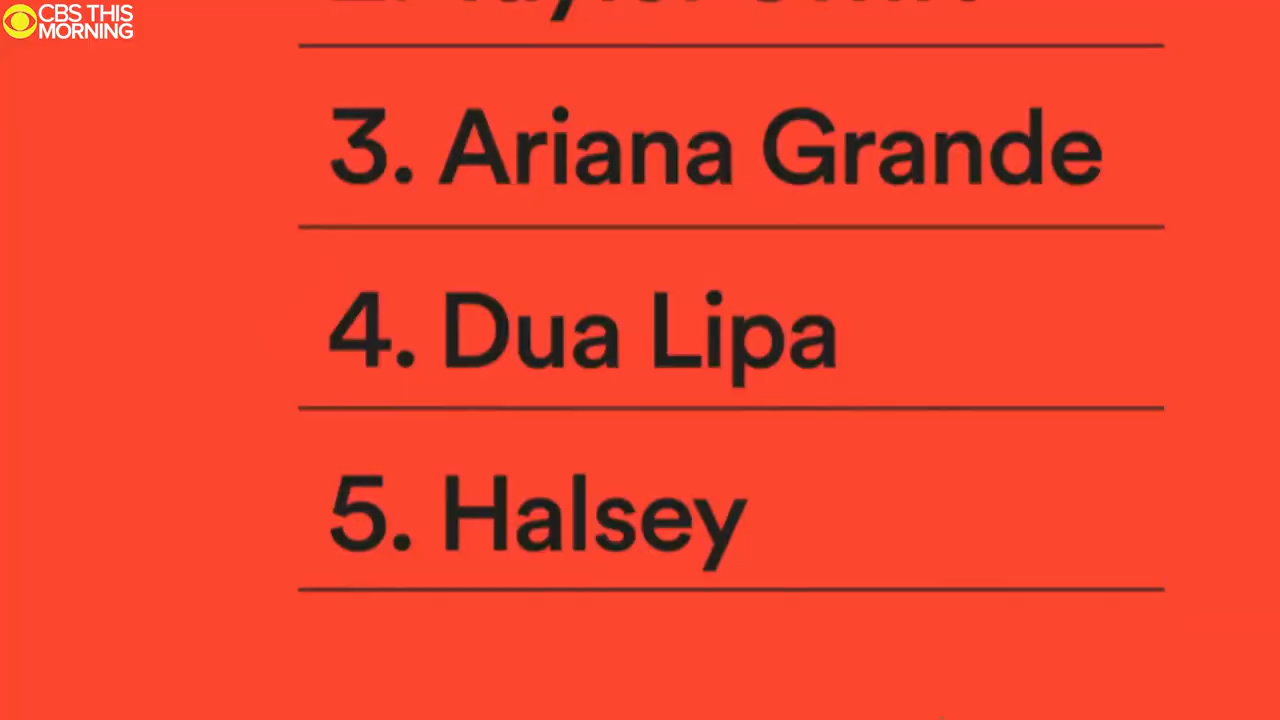 CBS THIS
MORNING
3. Ariana Grande
4. Dua Lipa
5. Halsey